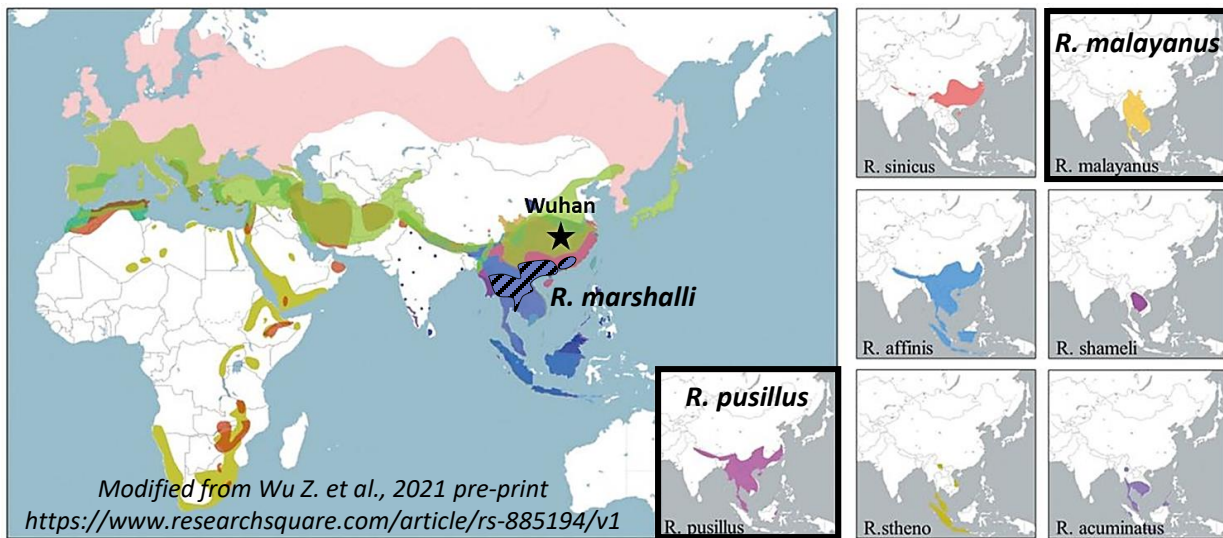 Wuhan
R. marshalli
Modified from Wu Z. et al., 2021 pre-print
https://www.researchsquare.com/article/rs-885194/v1
R. pusillus
R. pusillus
R. sinicus
R. malayanus
R. malayanus
R. affinis
R. shameli
R.stheno
R. acuminatus